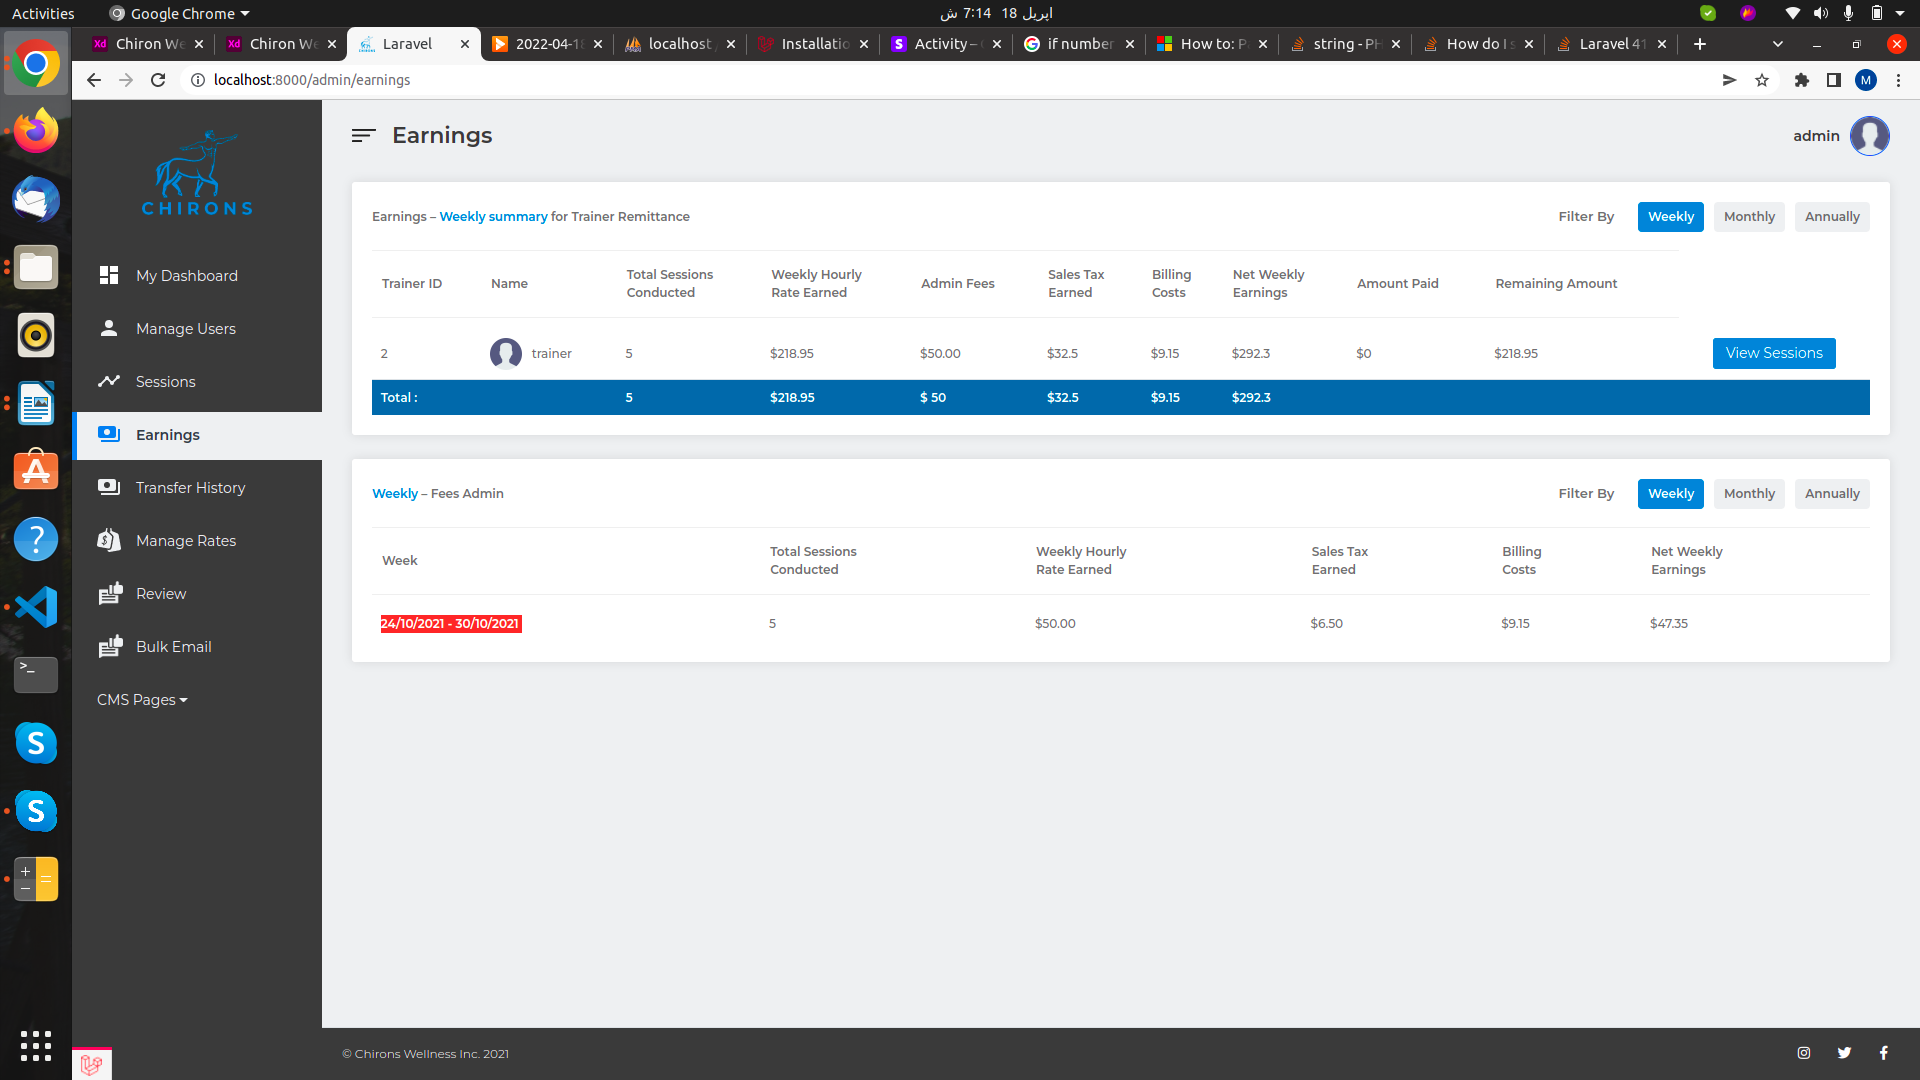 Activities
Google Chrome
اپریل 18  7:14 ش
Chiron We
Chiron We
Laravel
2022-04-18
localhost /
Installatio
Activity –
if number
How to: P
string - PH
How do I s
Laravel 41
localhost:8000/admin/earnings
M
CHIRONS
My Dashboard
Manage Users
Sessions
Earnings
Transfer History
Manage Rates
Review
Bulk Email
CMS Pages
Earnings
admin
Earnings – Weekly summary for Trainer Remittance
Filter By
Weekly
Monthly
Annually
Trainer ID
Name
Total Sessions
Conducted
Weekly Hourly
Rate Earned
Admin Fees
Sales Tax
Earned
Billing
Costs
Net Weekly
Earnings
Amount Paid
Remaining Amount
2
trainer
5
$218.95
$50.00
$32.5
$9.15
$292.3
$0
$218.95
View Sessions
Total :
5
$218.95
$ 50
$32.5
$9.15
$292.3
Weekly – Fees Admin
Filter By
Weekly
Monthly
Annually
Week
Total Sessions
Conducted
Weekly Hourly
Rate Earned
Sales Tax
Earned
Billing
Costs
Net Weekly
Earnings
24/10/2021 - 30/10/2021
5
$50.00
$6.50
$9.15
$47.35
© Chirons Wellness Inc. 2021